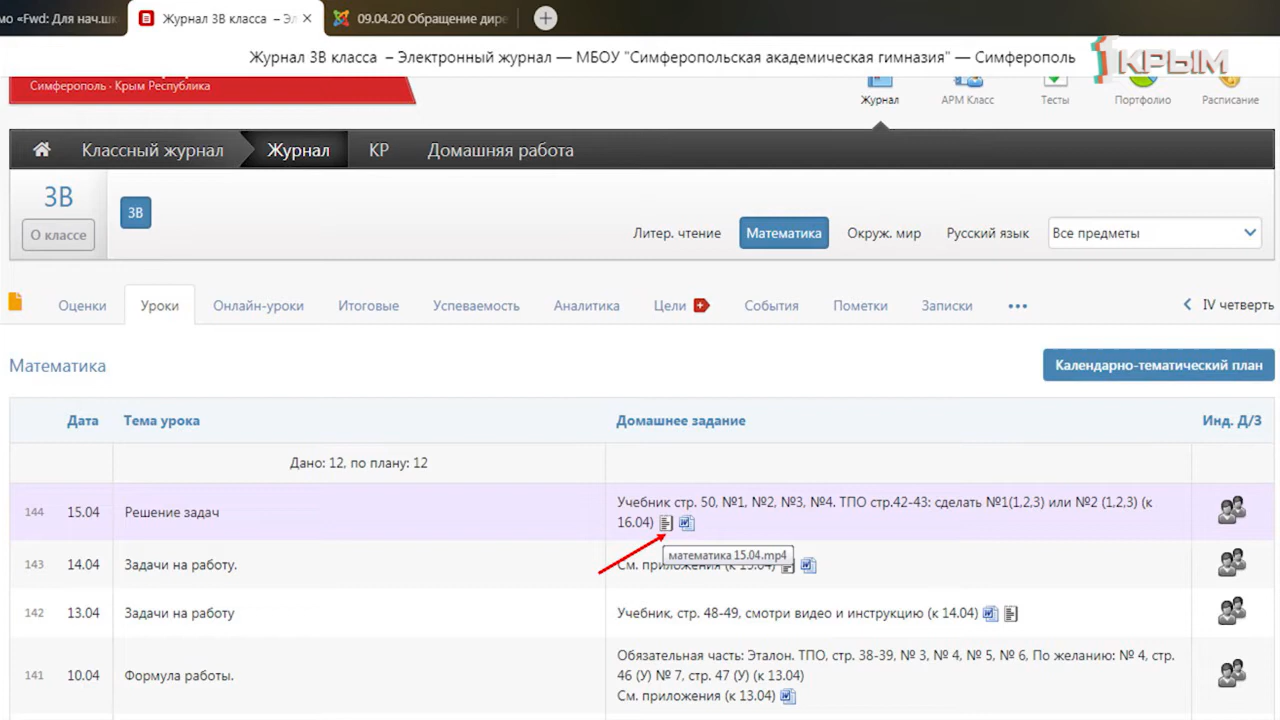 мо «Fwd: Для нач.шк
Журнал 3В класса – Эл
09.04.20 Обращение дире
Журнал 3В класса – Электронный журнал — МБОУ "Симферопольская академическая гимназия" — Симферополь
1 КРЫМ
Симферополь - Крым Республика
Журнал
АРМ Класс
Тесты
Портфолио
Расписание
Классный журнал
Журнал
КР
Домашняя работа
3В
О классе
3В
Литер. чтение
Математика
Окруж. мир
Русский язык
Все предметы
Оценки
Уроки
Онлайн-уроки
Итоговые
Успеваемость
Аналитика
Цели
События
Пометки
Записки
IV четверть
Математика
Календарно-тематический план
Дата
Тема урока
Домашнее задание
Инд. Д/З
Дано: 12, по плану: 12
144 15.04 Решение задач
Учебник стр. 50, №1, №2, №3, №4. ТПО стр.42-43: сделать №1(1,2,3) или №2 (1,2,3) (к
16.04)
математика 15.04.mp4
143 14.04 Задачи на работу.
См. приложения (к 15.04)
142 13.04 Задачи на работу
Учебник, стр. 48-49, смотри видео и инструкцию (к 14.04)
141 10.04 Формула работы.
Обязательная часть: Эталон. ТПО, стр. 38-39, № 3, № 4, № 5, № 6, По желанию: № 4, стр.
46 (У) № 7, стр. 47 (У) (к 13.04)
См. приложения (к 13.04)